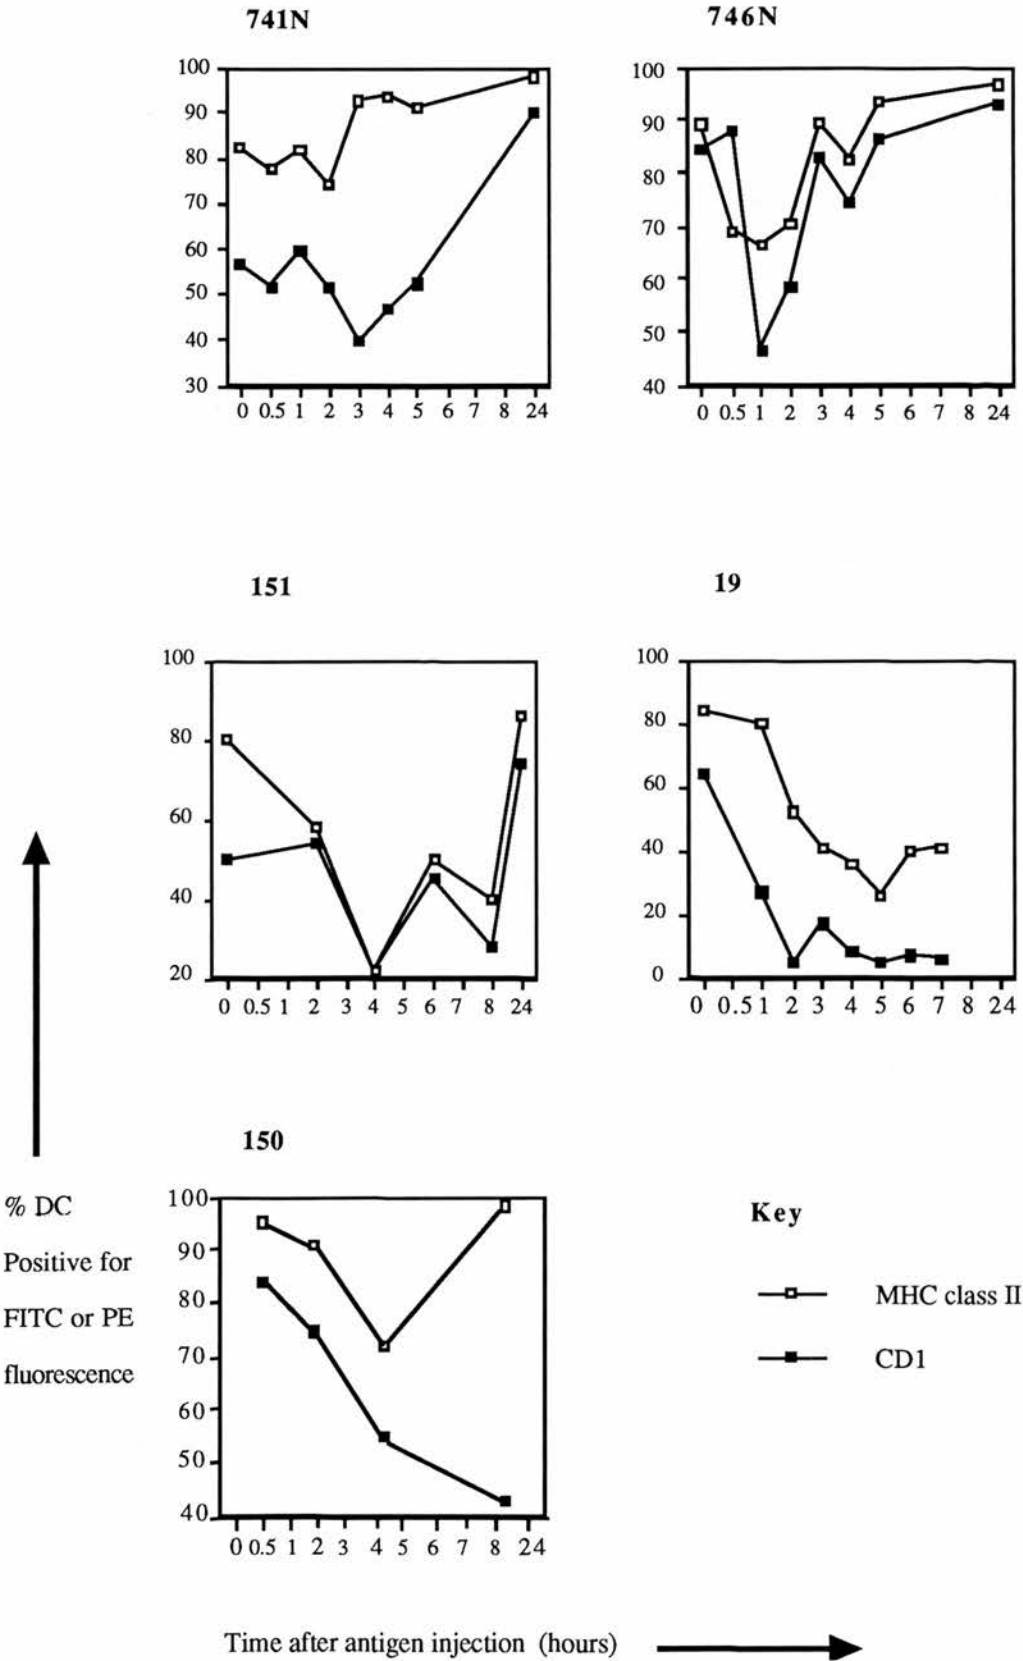 741N
100
90
80
70
60
50
40
30
0 0.5 1 2 3 4 5 6 7 8 24
746N
100
90
80
70
60
50
40
0 0.5 1 2 3 4 5 6 7 8 24
151
100
80
60
40
20
0 0.5 1 2 3 4 5 6 7 8 24
19
100
80
60
40
20
0
0 0.5 1 2 3 4 5 6 7 8 24
150
100
90
80
70
60
50
40
0 0.5 1 2 3 4 5 6 7 8 24
% DC
Positive for
FITC or PE
fluorescence
Key
MHC class II
CD1
Time after antigen injection (hours)